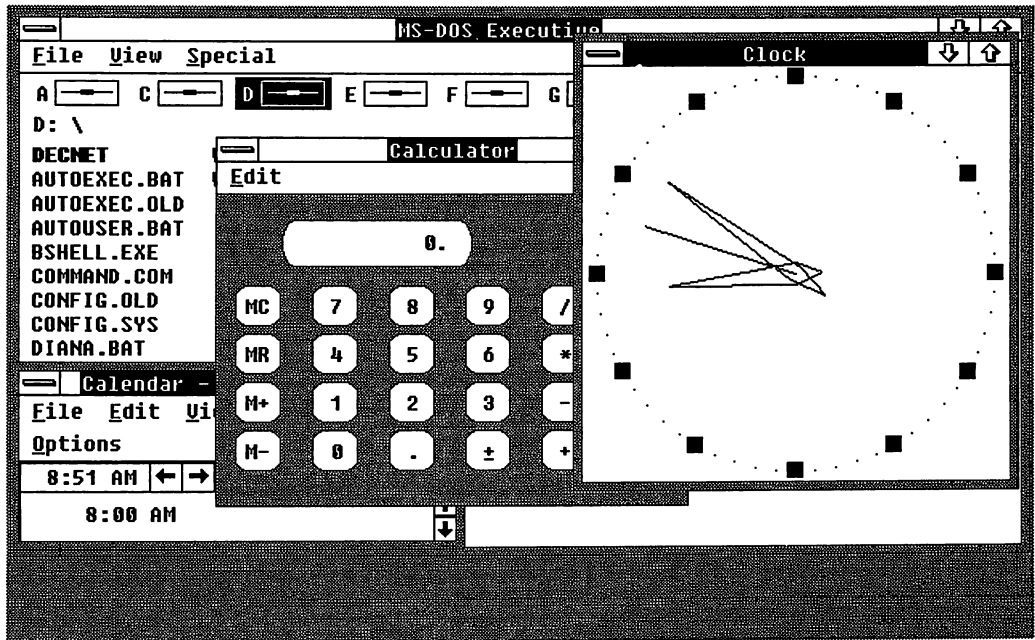 MS-DOS Executive
File View Special
A C D E F G
D: \
DECNET
AUTOEXEC.BAT
AUTOEXEC.OLD
AUTOUSER.BAT
BSHELL.EXE
COMMAND.COM
CONFIG.OLD
CONFIG.SYS
DIANA.BAT
Calculator
Edit
0.
MC 7 8 9 /
MR 4 5 6 *
M+ 1 2 3 -
M- 0 . ± +
Clock
Calendar -
File Edit Vi
Options
8:51 AM ← →
8:00 AM